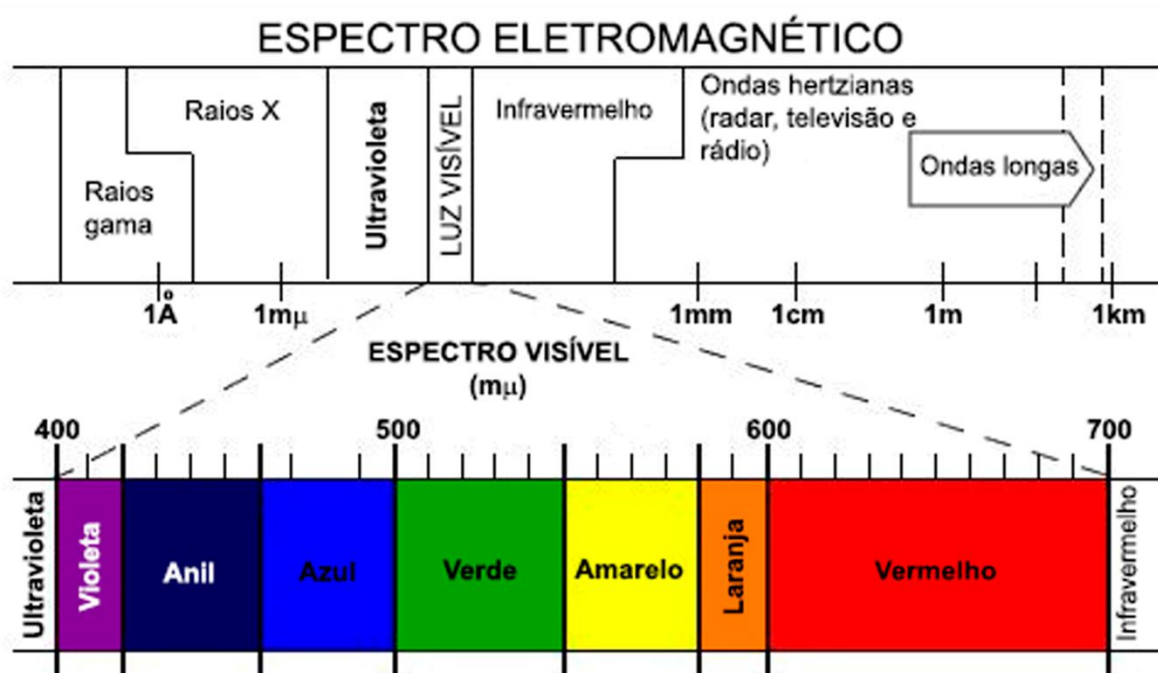 ESPECTRO ELETROMAGNÉTICO
Raios X
Raios
gama
Ultravioleta
LUZ VISÍVEL
Infravermelho
Ondas hertzianas
(radar, televisão e
rádio)
Ondas longas
1Å
1mμ
1mm
1cm
1m
1km
ESPECTRO VISÍVEL
(mμ)
400
500
600
700
Ultravioleta
Violeta
Anil
Azul
Verde
Amarelo
Laranja
Vermelho
Infravermelho